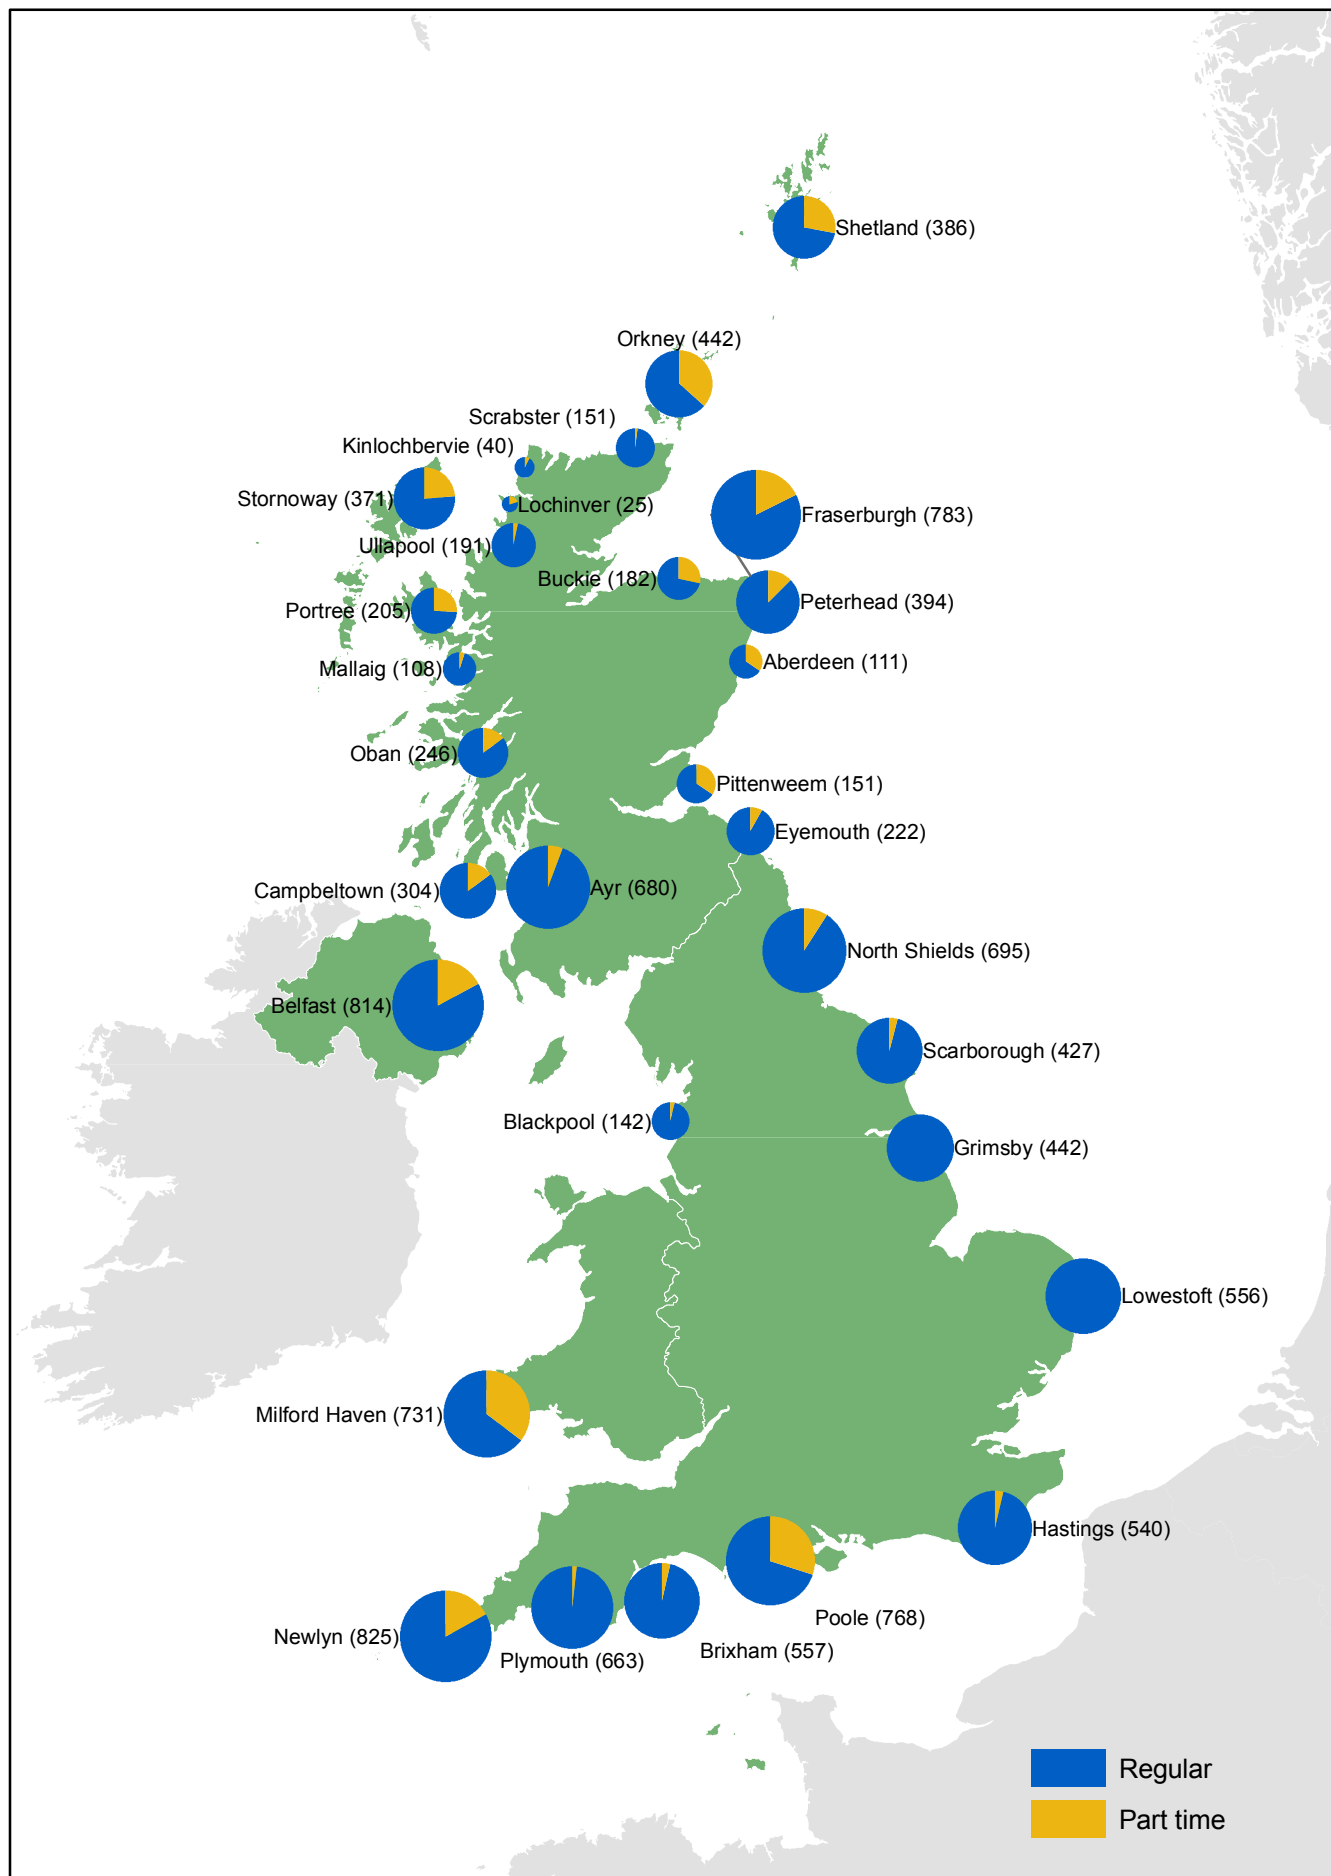 Shetland (386)
Orkney (442)
Scrabster (151)
Kinlochbervie (40)
Stornoway (371)
Lochinver (25)
Fraserburgh (783)
Ullapool (191)
Buckie (182)
Peterhead (394)
Portree (205)
Aberdeen (111)
Mallaig (108)
Oban (246)
Pittenweem (151)
Eyemouth (222)
Campbeltown (304)
Ayr (680)
North Shields (695)
Belfast (814)
Scarborough (427)
Blackpool (142)
Grimsby (442)
Lowestoft (556)
Milford Haven (731)
Hastings (540)
Poole (768)
Newlyn (825)
Brixham (557)
Plymouth (663)
Regular
Part time